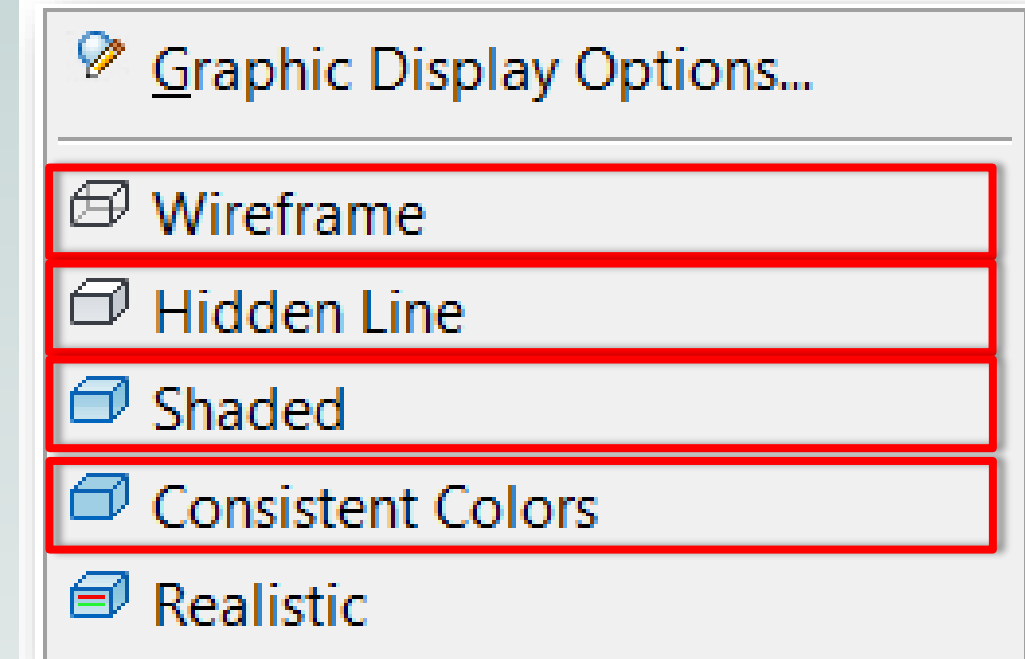 Graphic Display Options...
Wireframe
Hidden Line
Shaded
Consistent Colors
Realistic